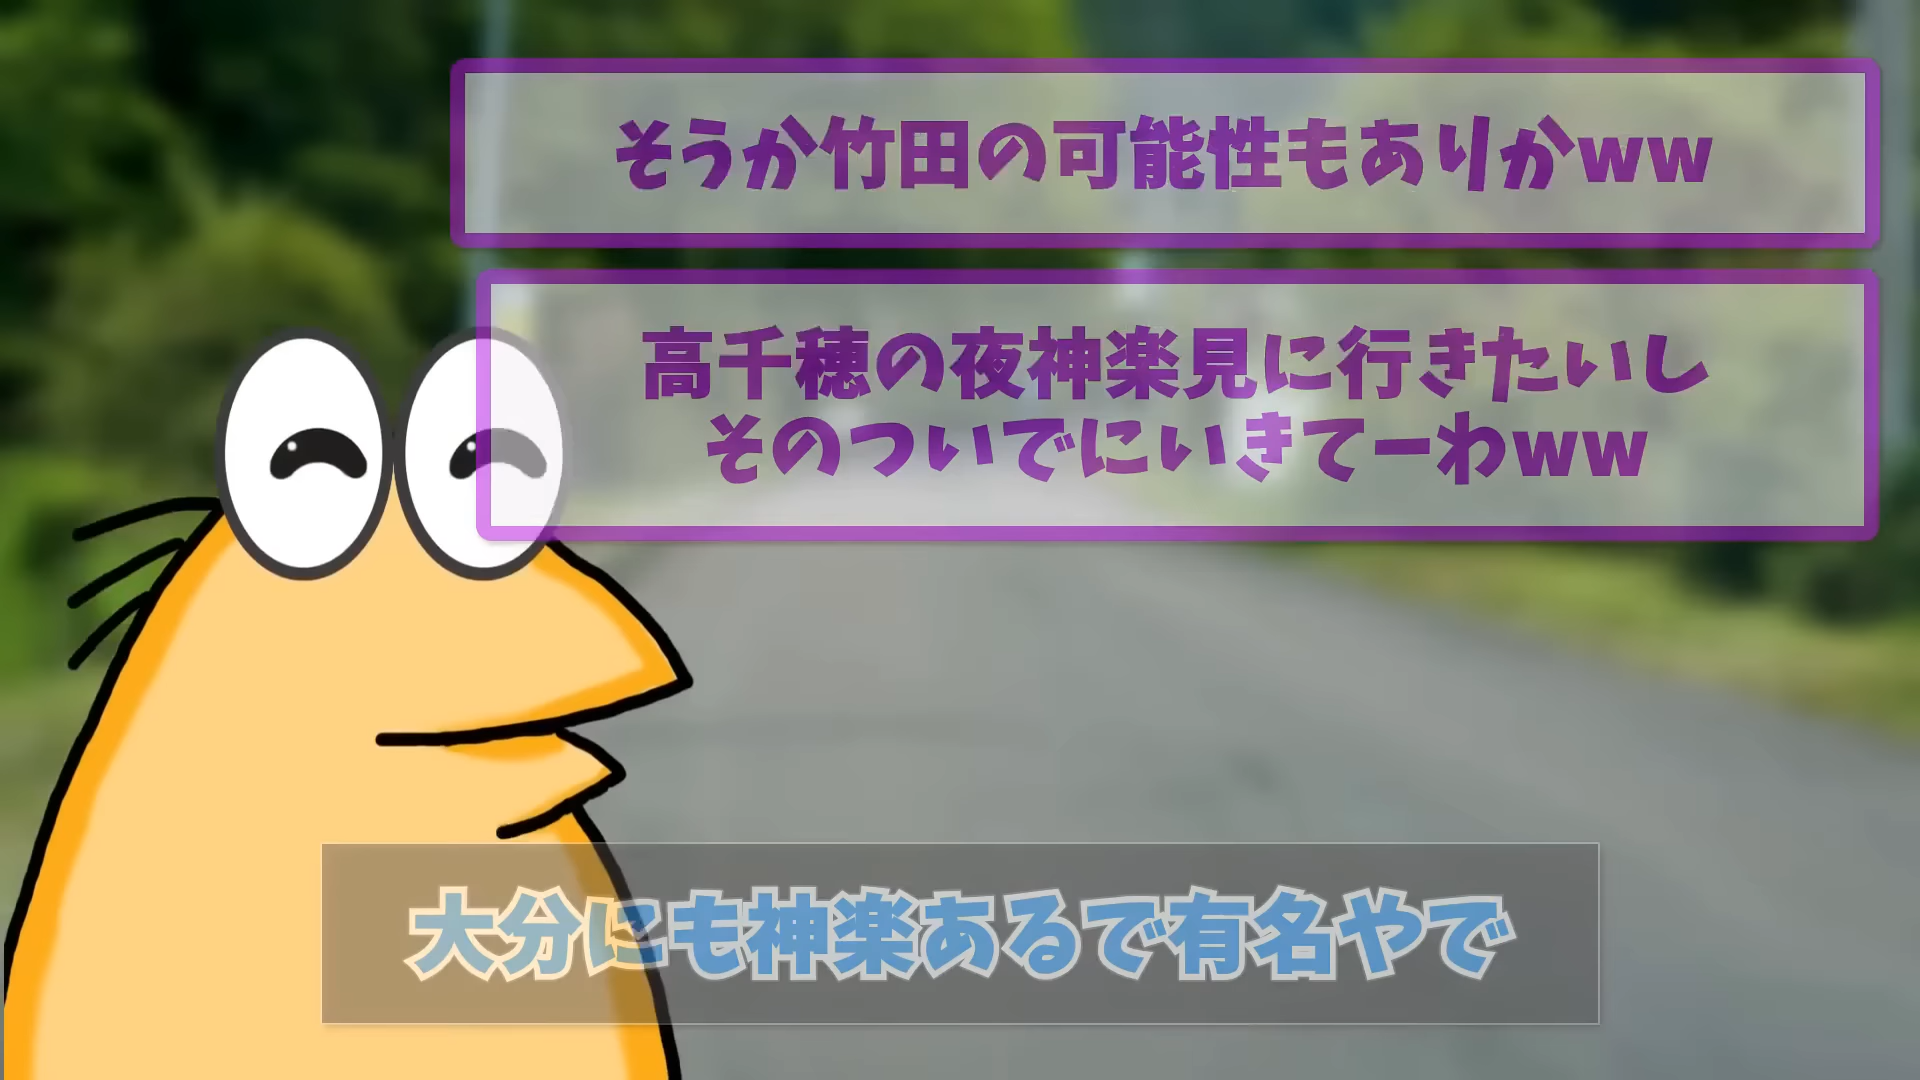 そうか竹田の可能性もありかww
高千穂の夜神楽見に行きたいし
そのついでにいきてーわww
大分にも神楽あるで有名やで